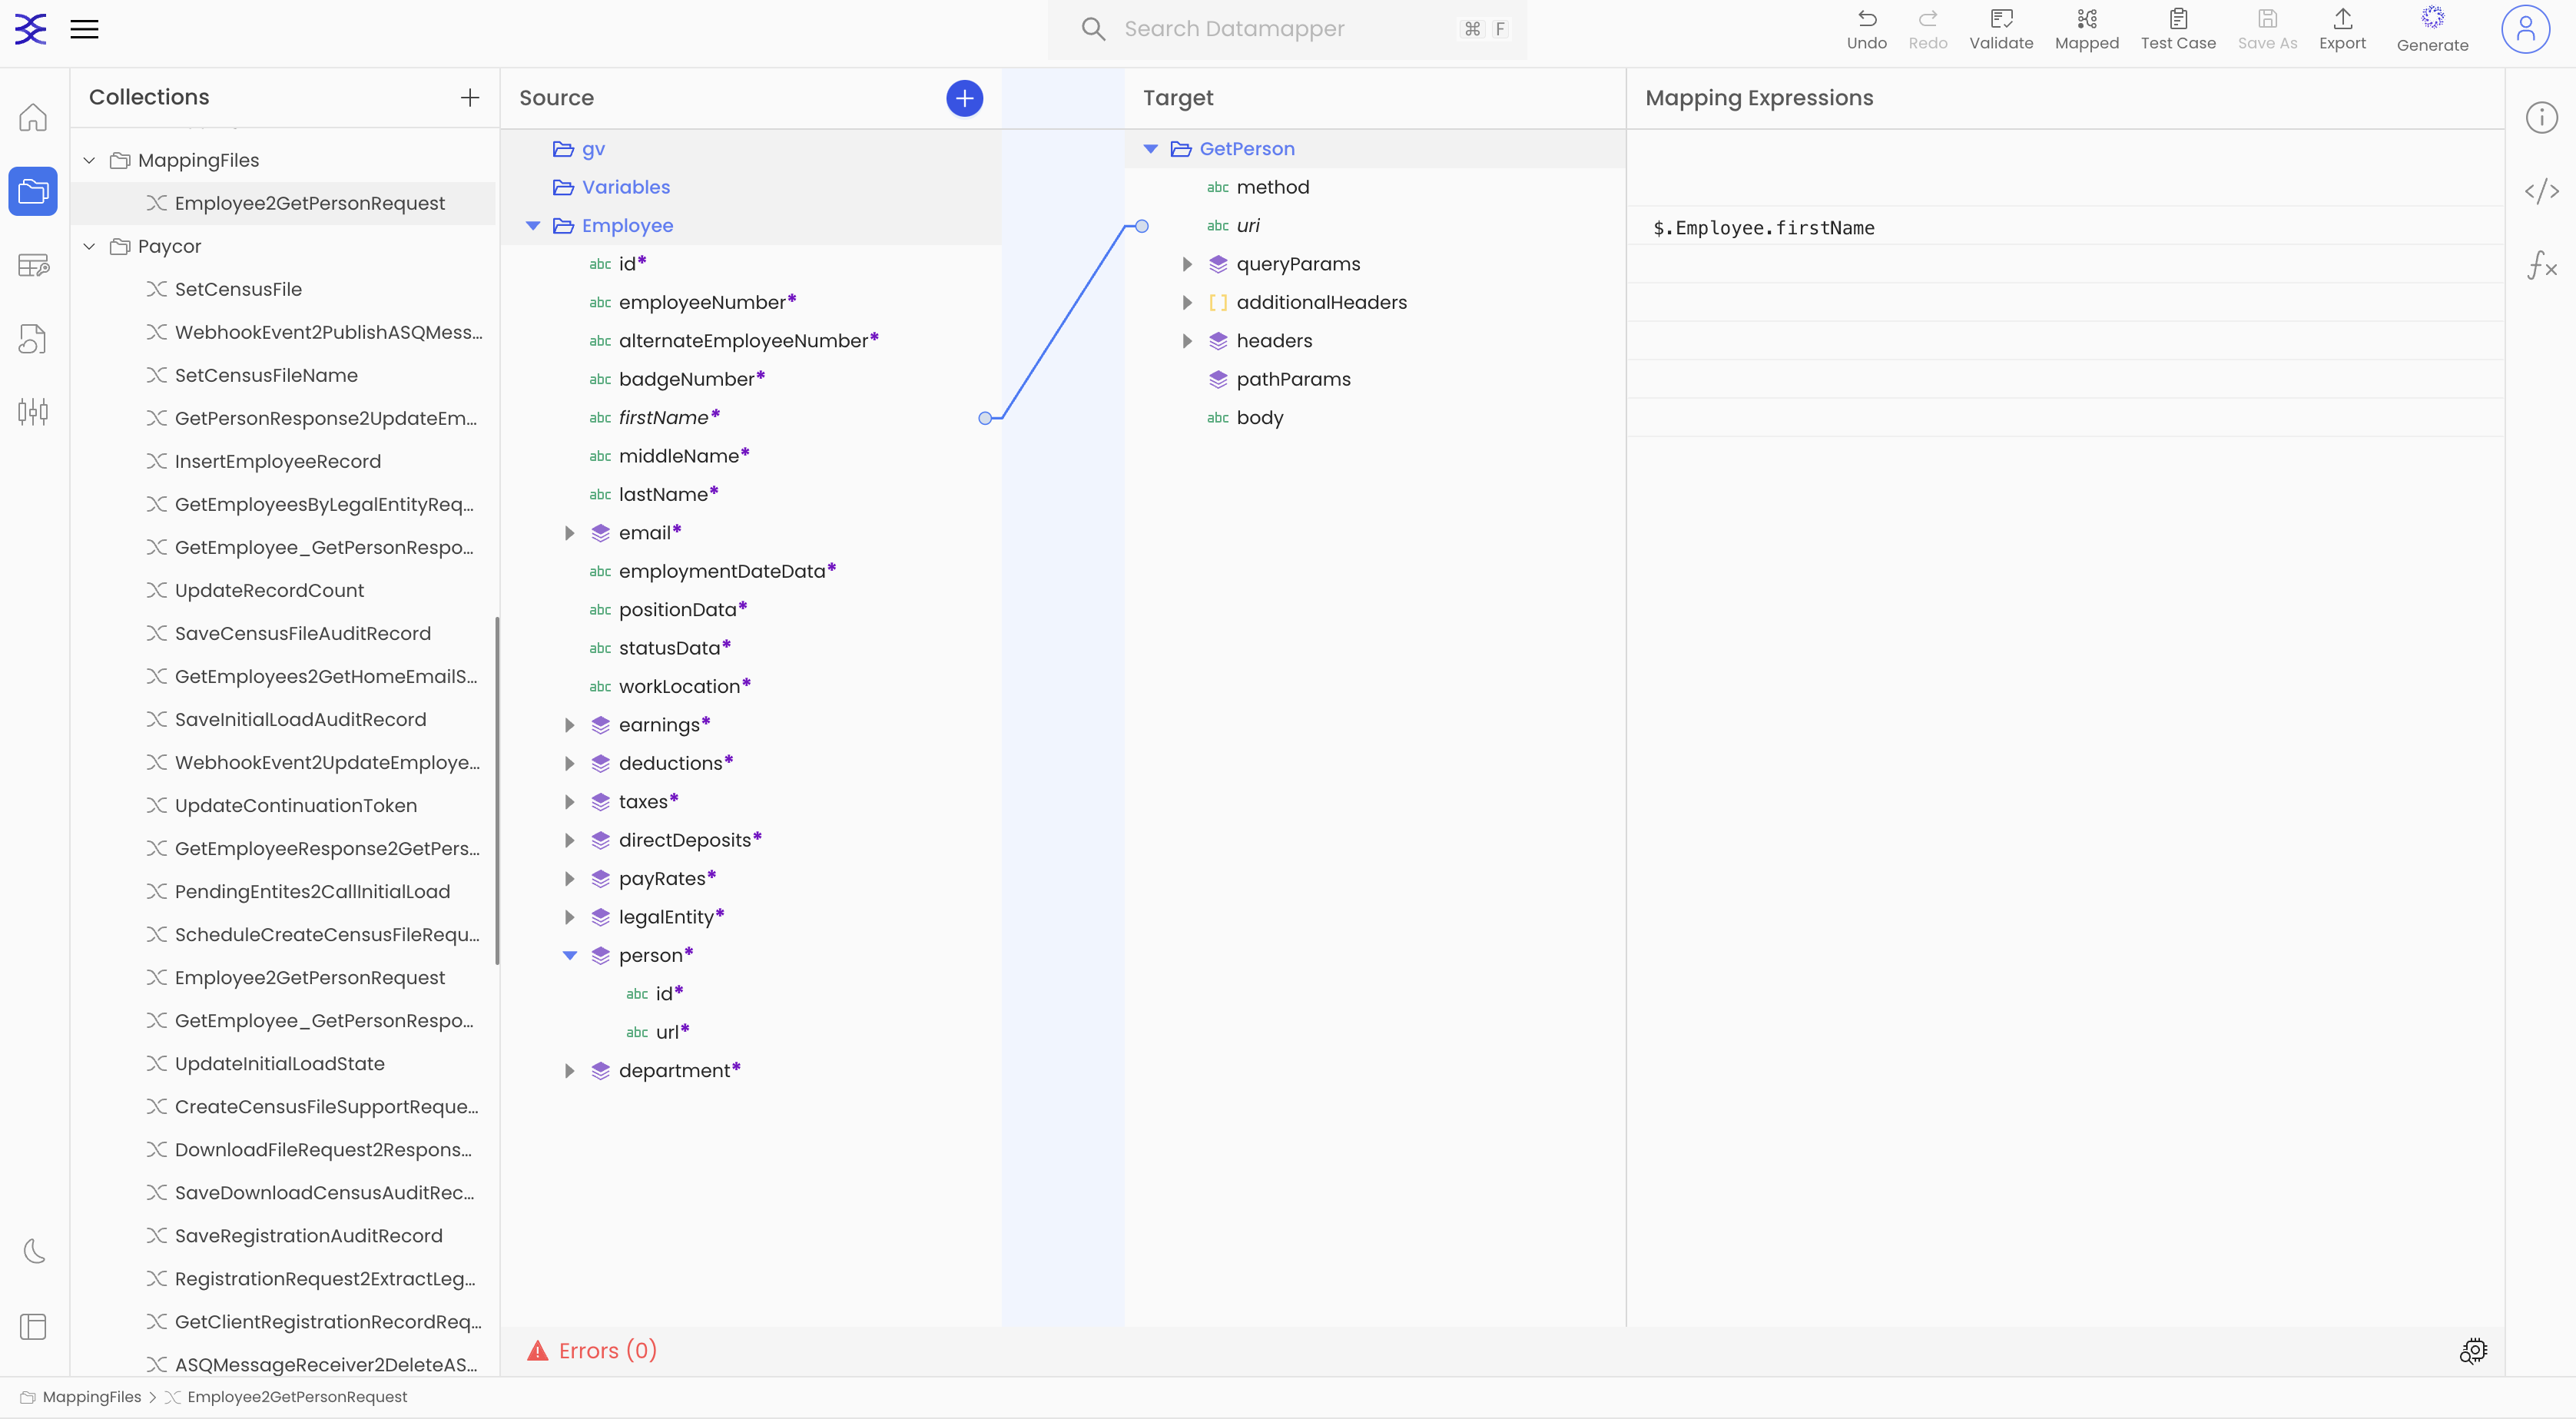 Search Datamapper
⌘ F
Undo
Redo
Validate
Mapped
Test Case
Save As
Export
Generate
Collections
MappingFiles
Employee2GetPersonRequest
Paycor
SetCensusFile
WebhookEvent2PublishASQMess...
SetCensusFileName
GetPersonResponse2UpdateEm...
InsertEmployeeRecord
GetEmployeesByLegalEntityReq...
GetEmployee_GetPersonRespo...
UpdateRecordCount
SaveCensusFileAuditRecord
GetEmployees2GetHomeEmailS...
SaveInitialLoadAuditRecord
WebhookEvent2UpdateEmploye...
UpdateContinuationToken
GetEmployeeResponse2GetPers...
PendingEntites2CallInitialLoad
ScheduleCreateCensusFileRequ...
Employee2GetPersonRequest
GetEmployee_GetPersonRespo...
UpdateInitialLoadState
CreateCensusFileSupportReque...
DownloadFileRequest2Respons...
SaveDownloadCensusAuditRec...
SaveRegistrationAuditRecord
RegistrationRequest2ExtractLeg...
GetClientRegistrationRecordReq...
ASQMessageReceiver2DeleteAS...
Source
gv
Variables
Employee
abc id*
abc employeeNumber*
abc alternateEmployeeNumber*
abc badgeNumber*
abc firstName*
abc middleName*
abc lastName*
email*
abc employmentDateData*
abc positionData*
abc statusData*
abc workLocation*
earnings*
deductions*
taxes*
directDeposits*
payRates*
legalEntity*
person*
abc id*
abc url*
department*
Target
GetPerson
abc method
abc uri
queryParams
[] additionalHeaders
headers
pathParams
abc body
Mapping Expressions
$.Employee.firstName
Errors (0)
MappingFiles > Employee2GetPersonRequest